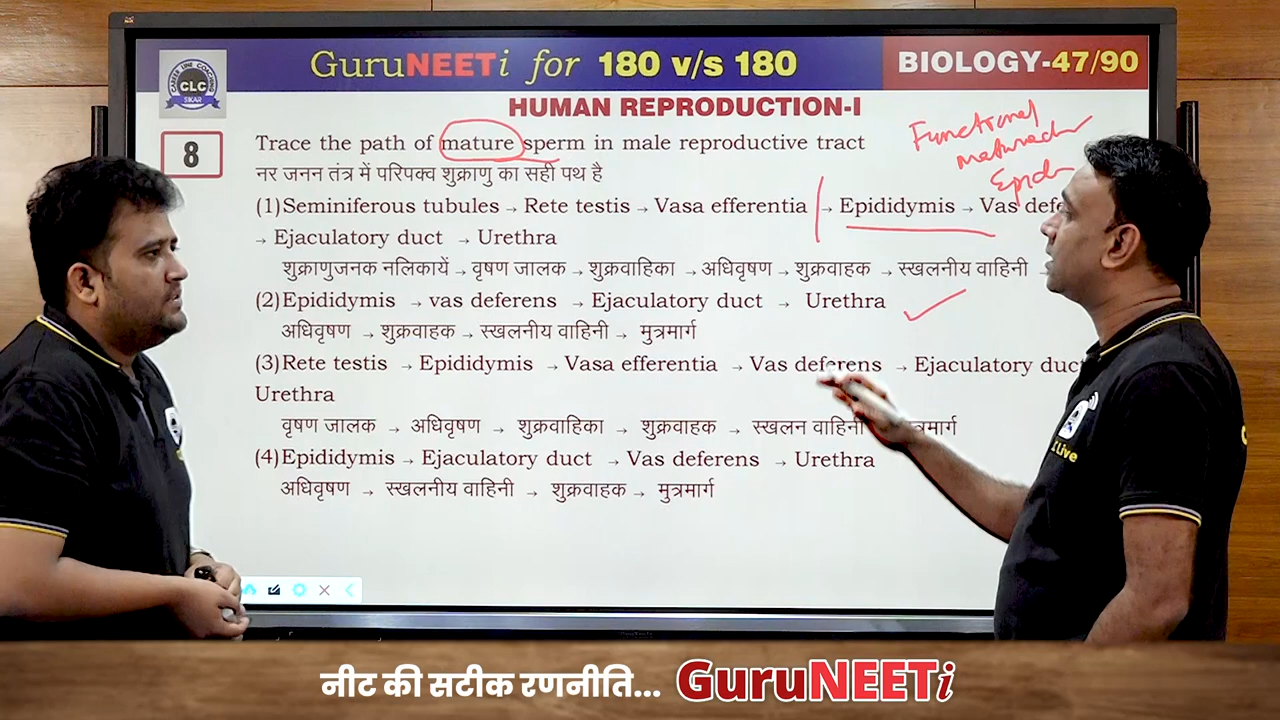 GuruNEETi for 180 v/s 180
BIOLOGY-47/90
CLC
SIKAR
HUMAN REPRODUCTION-I
8
Trace the path of mature sperm in male reproductive tract
नर जनन तंत्र में परिपक्व शुक्राणु का सही पथ है
Functional
matured
(1)Seminiferous tubules → Rete testis → Vasa efferentia → Epididymis → Vas
→ Ejaculatory duct → Urethra
शुक्राणुजनक नलिकायें → वृषण जालक → शुक्रवाहिका → अधिवृषण → शुक्रवाहक → स्खलनीय वाहिनी →
(2)Epididymis → vas deferens → Ejaculatory duct → Urethra ✓
अधिवृषण → शुक्रवाहक → स्खलनीय वाहिनी → मुत्रमार्ग
(3)Rete testis → Epididymis → Vasa efferentia → Vas deferens → Ejaculatory
Urethra
वृषण जालक → अधिवृषण → शुक्रवाहिका → शुक्रवाहक → स्खलन वाहिनी
(4)Epididymis → Ejaculatory duct → Vas deferens → Urethra
अधिवृषण → स्खलनीय वाहिनी → शुक्रवाहक → मुत्रमार्ग
Live
नीट की सटीक रणनीति... GuruNEETi